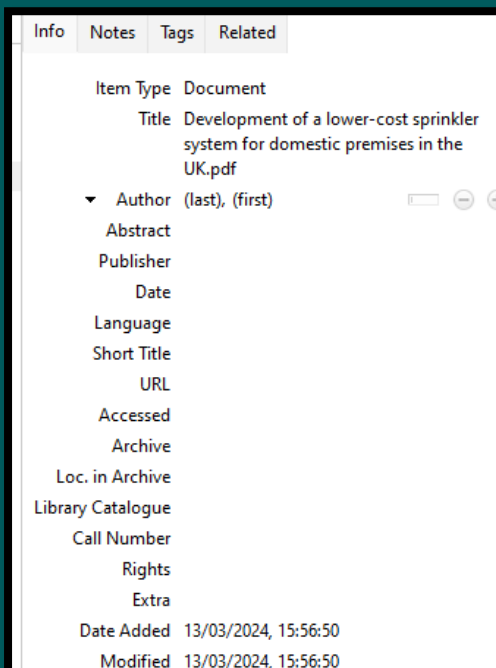 Info Notes Tags Related
Item Type Document
Title Development of a lower-cost sprinkler
system for domestic premises in the
UK.pdf
Author (last), (first)
Abstract
Publisher
Date
Language
Short Title
URL
Accessed
Archive
Loc. in Archive
Library Catalogue
Call Number
Rights
Extra
Date Added 13/03/2024, 15:56:50
Modified 13/03/2024, 15:56:50